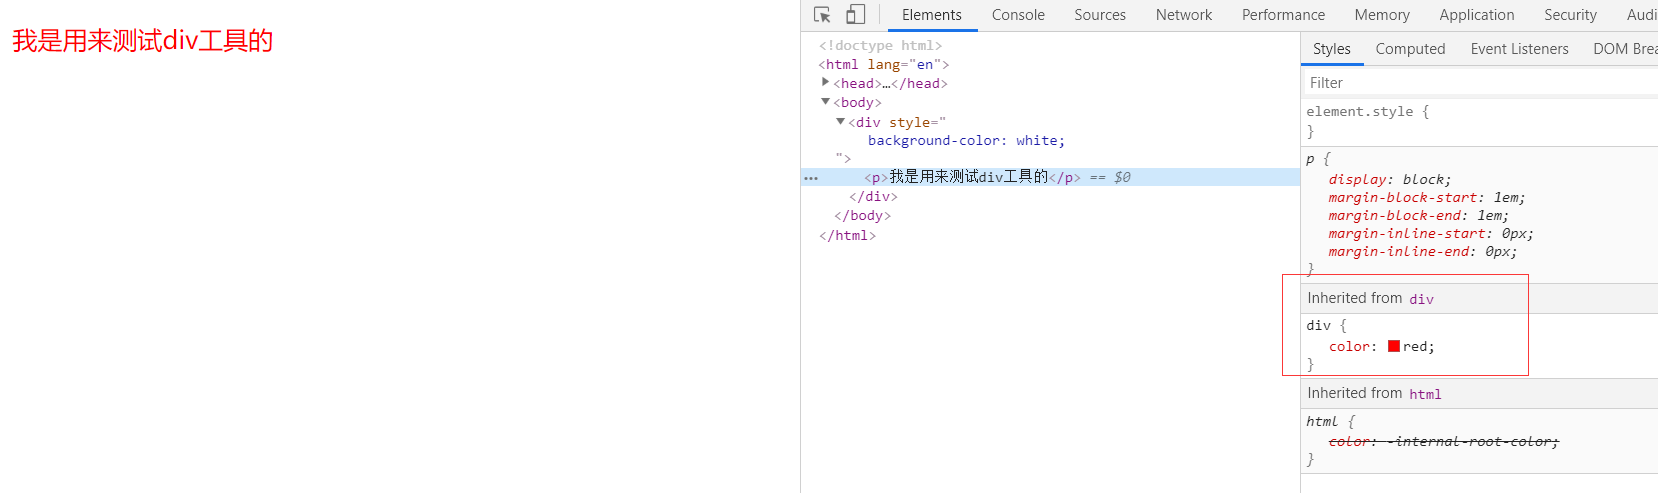 我是用来测试div工具的
Elements Console Sources Network Performance Memory Application Security Audi
<!doctype html>
<html lang="en">
<head>…</head>
<body>
<div style="
background-color: white;
">
<p>我是用来测试div工具的</p> == $0
</div>
</body>
</html>
Styles Computed Event Listeners DOM Brea
Filter
element.style {
}
p {
display: block;
margin-block-start: 1em;
margin-block-end: 1em;
margin-inline-start: 0px;
margin-inline-end: 0px;
}
Inherited from div
div {
color: red;
}
Inherited from html
html {
color: -internal-root-color;
}